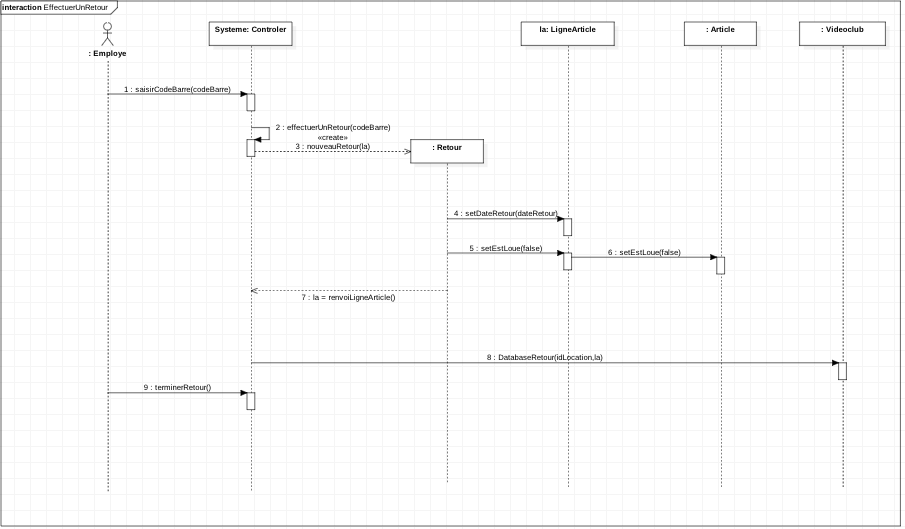 interaction EffectuerUnRetour
Systeme: Controler
la: LigneArticle
: Article
: Videoclub
: Employe
1 : saisirCodeBarre(codeBarre)
2 : effectuerUnRetour(codeBarre)
«create»
3 : nouveauRetour(la)
: Retour
4 : setDateRetour(dateRetour)
5 : setEstLoue(false)
6 : setEstLoue(false)
7 : la = renvoiLigneArticle()
8 : DatabaseRetour(idLocation,la)
9 : terminerRetour()